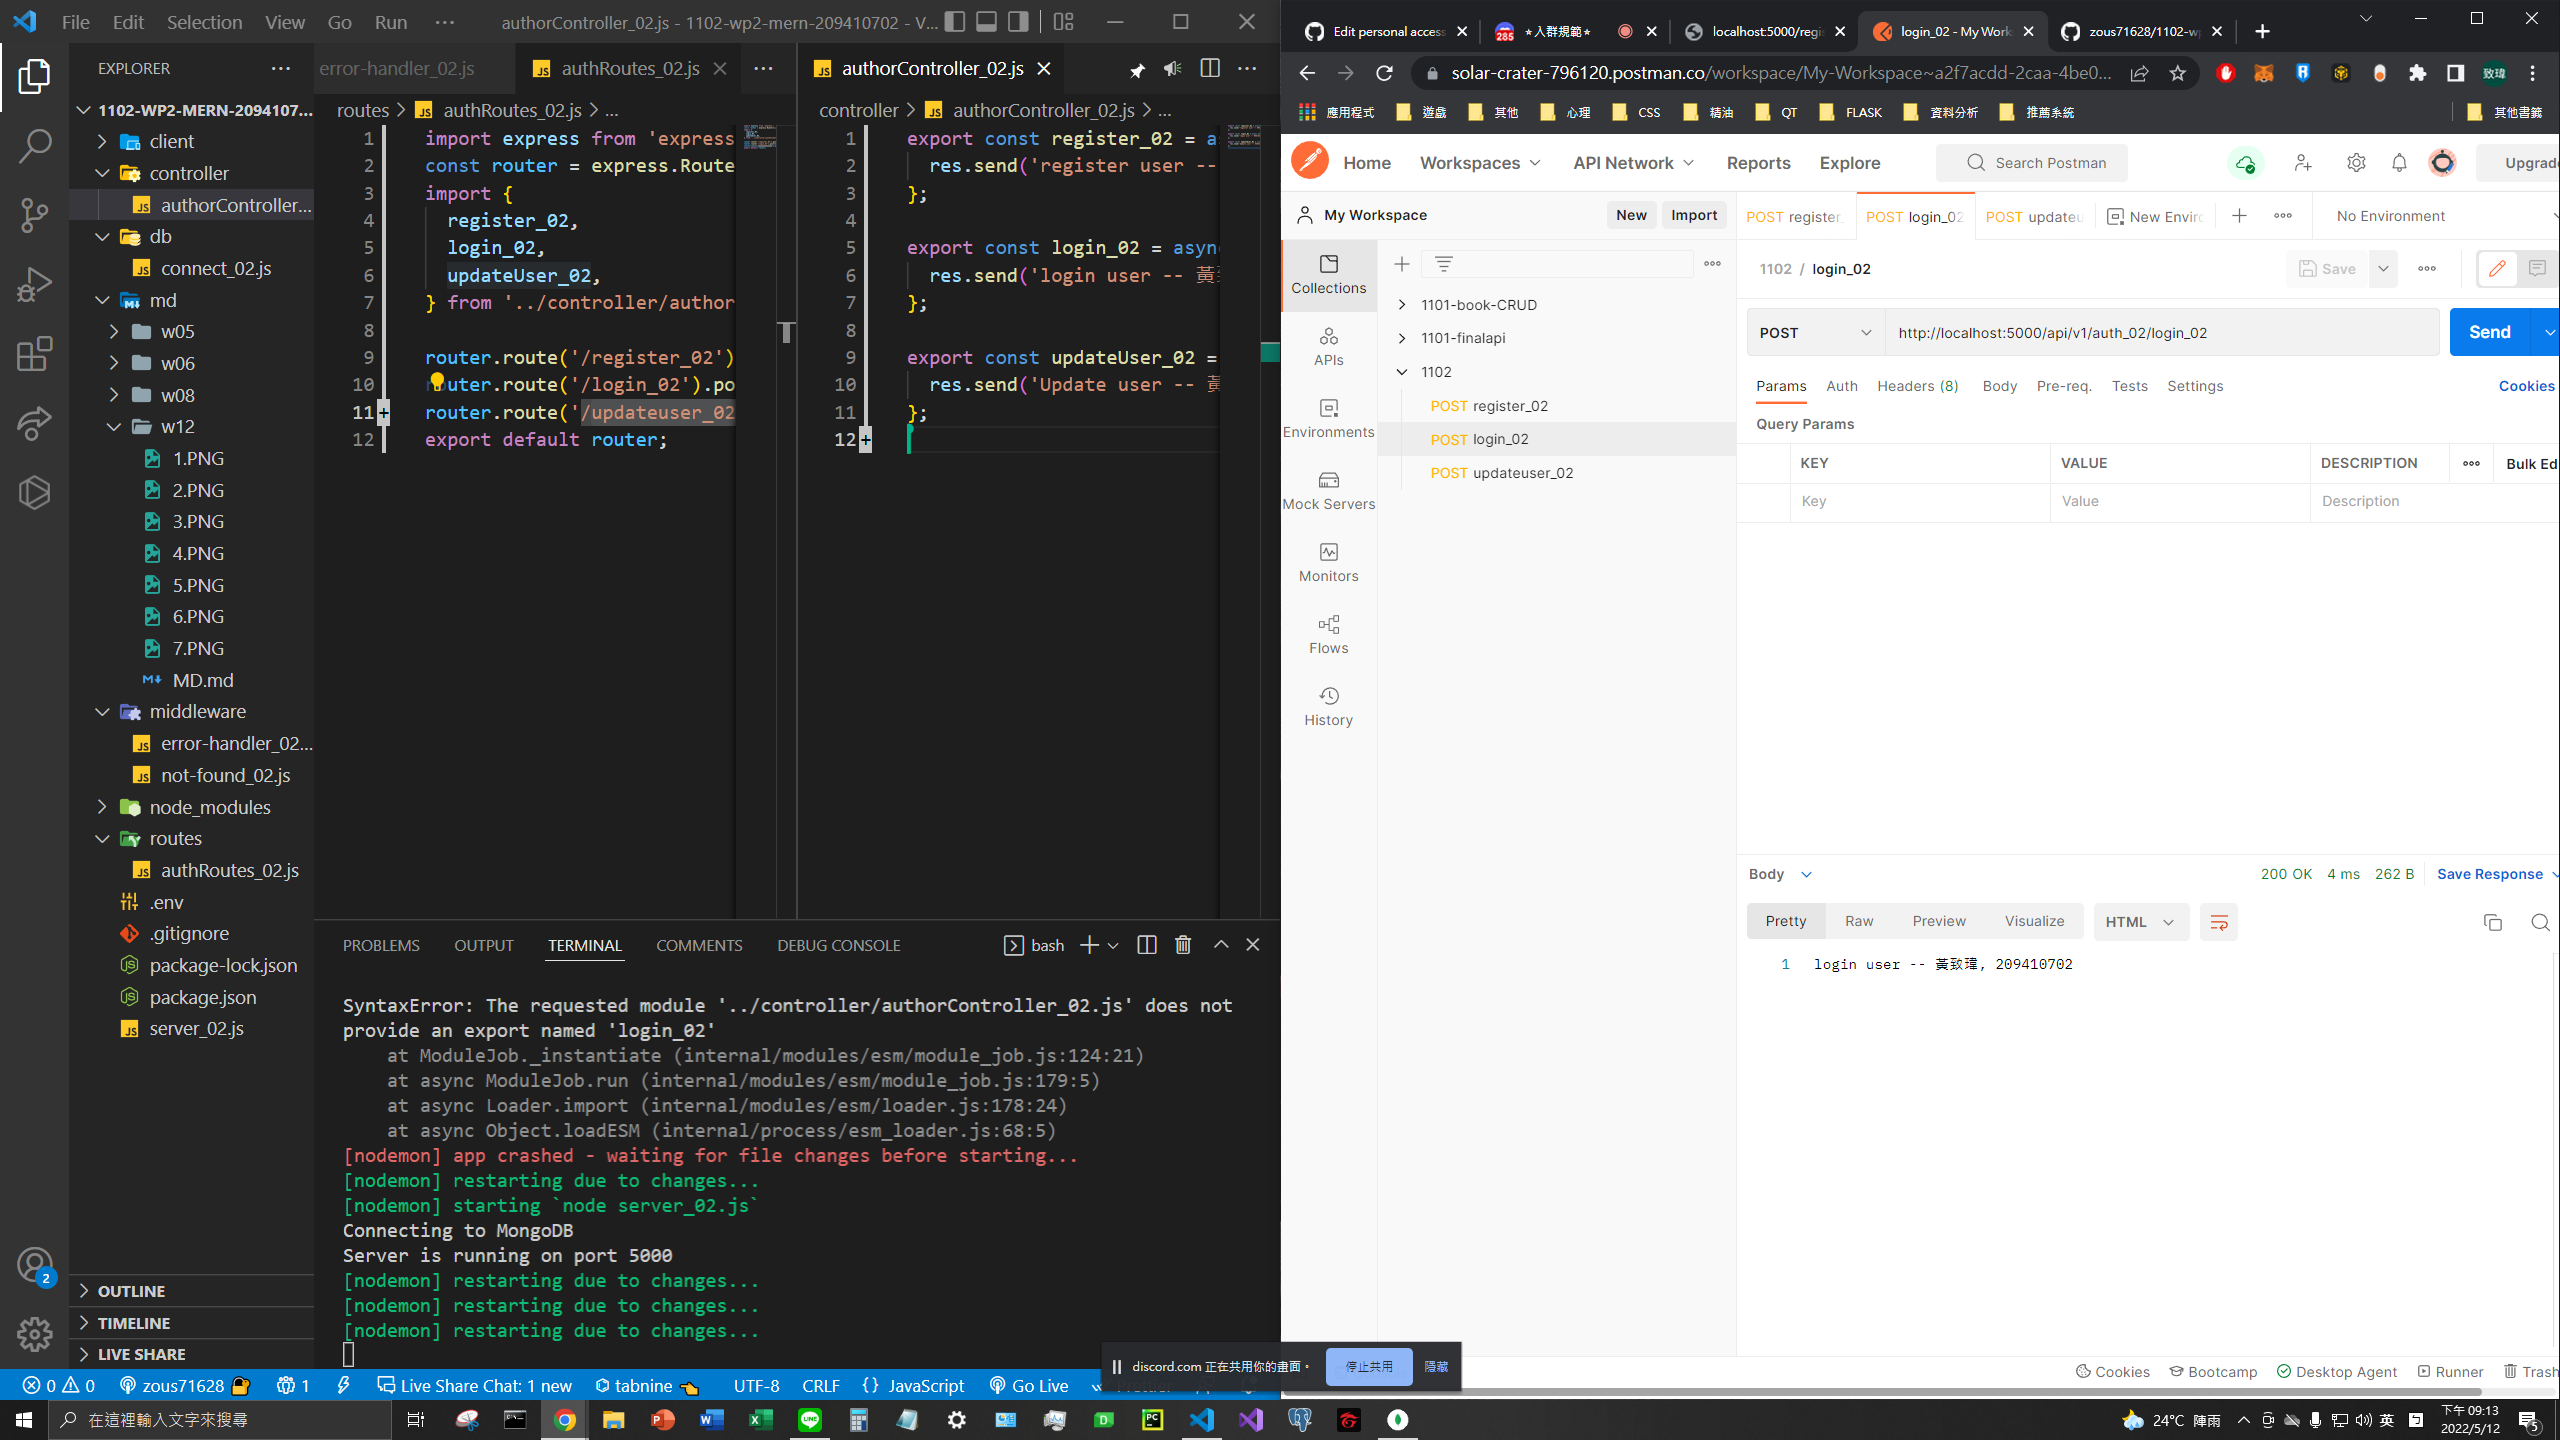 File Edit Selection View Go Run ··· authorController_02.js - 1102-wp2-mern-209410702 - V...
EXPLORER
1102-WP2-MERN-2094107...
client
controller
authorController...
db
connect_02.js
md
w05
w06
w08
w12
1.PNG
2.PNG
3.PNG
4.PNG
5.PNG
6.PNG
7.PNG
MD.md
middleware
error-handler_02...
not-found_02.js
node_modules
routes
authRoutes_02.js
.env
.gitignore
package-lock.json
package.json
server_02.js
OUTLINE
TIMELINE
LIVE SHARE
error-handler_02.js authRoutes_02.js
routes > authRoutes_02.js > ...
1 import express from 'express
2 const router = express.Route
3 import {
4 register_02,
5 login_02,
6 updateUser_02,
7 } from '../controller/author
8
9 router.route('/register_02')
10 router.route('/login_02').po
11 router.route('/updateuser_02
12 export default router;
authorController_02.js
controller > authorController_02.js > ...
1 export const register_02 = a
2 res.send('register user --
3 };
4
5 export const login_02 = asyn
6 res.send('login user -- 黃
7 };
8
9 export const updateUser_02 =
10 res.send('Update user -- 黃
11 };
12
PROBLEMS OUTPUT TERMINAL COMMENTS DEBUG CONSOLE bash
SyntaxError: The requested module '../controller/authorController_02.js' does not
provide an export named 'login_02'
at ModuleJob._instantiate (internal/modules/esm/module_job.js:124:21)
at async ModuleJob.run (internal/modules/esm/module_job.js:179:5)
at async Loader.import (internal/modules/esm/loader.js:178:24)
at async Object.loadESM (internal/process/esm_loader.js:68:5)
[nodemon] app crashed - waiting for file changes before starting...
[nodemon] restarting due to changes...
[nodemon] starting `node server_02.js`
Connecting to MongoDB
Server is running on port 5000
[nodemon] restarting due to changes...
[nodemon] restarting due to changes...
[nodemon] restarting due to changes...
2
0 0 zous71628 1 Live Share Chat: 1 new tabnine UTF-8 CRLF {} JavaScript Go Live
Edit personal access 285 ★入群規範★ localhost:5000/regi login_02 - My Work zous71628/1102-w
solar-crater-796120.postman.co/workspace/My-Workspace~a2f7acdd-2caa-4be0... 致瑋
應用程式 遊戲 其他 心理 CSS 精油 QT FLASK 資料分析 推薦系統 其他書籤
Home Workspaces API Network Reports Explore Search Postman Upgrade
My Workspace New Import
POST register_ POST login_02 POST updateu New Enviro No Environment
Collections
APIs
Environments
Mock Servers
Monitors
Flows
History
1101-book-CRUD
1101-finalapi
1102
POST register_02
POST login_02
POST updateuser_02
1102 / login_02 Save
POST http://localhost:5000/api/v1/auth_02/login_02 Send
Params Auth Headers (8) Body Pre-req. Tests Settings Cookies
Query Params
KEY VALUE DESCRIPTION Bulk Ed
Key Value Description
Body 200 OK 4 ms 262 B Save Response
Pretty Raw Preview Visualize HTML
1 login user -- 黃致瑋, 209410702
discord.com 正在共用你的畫面。 停止共用 隱藏
Cookies Bootcamp Desktop Agent Runner Trash
在這裡輸入文字來搜尋 24°C 陣雨 英 下午 09:13
2022/5/12 5